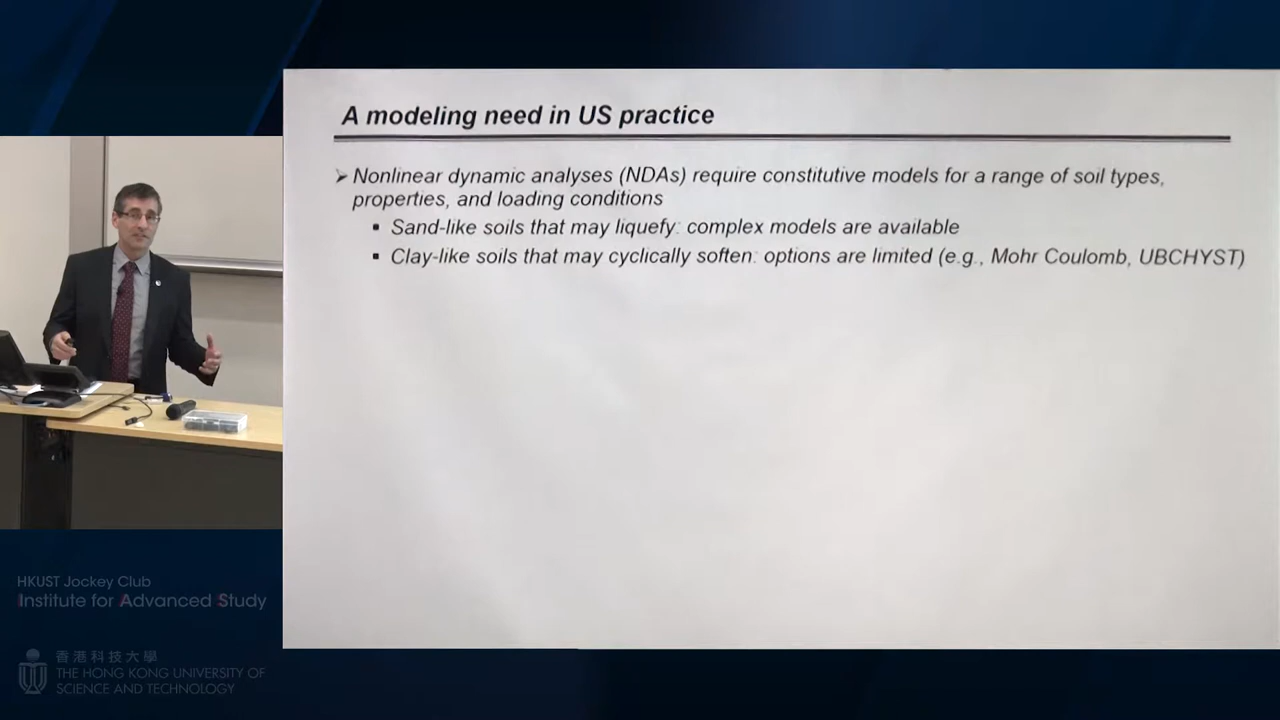 A modeling need in US practice
➢ Nonlinear dynamic analyses (NDAs) require constitutive models for a range of soil types,
properties, and loading conditions
▪ Sand-like soils that may liquefy: complex models are available
▪ Clay-like soils that may cyclically soften: options are limited (e.g., Mohr Coulomb, UBCHYST)
HKUST Jockey Club
Institute for Advanced Study
香港科技大學
THE HONG KONG UNIVERSITY OF
SCIENCE AND TECHNOLOGY